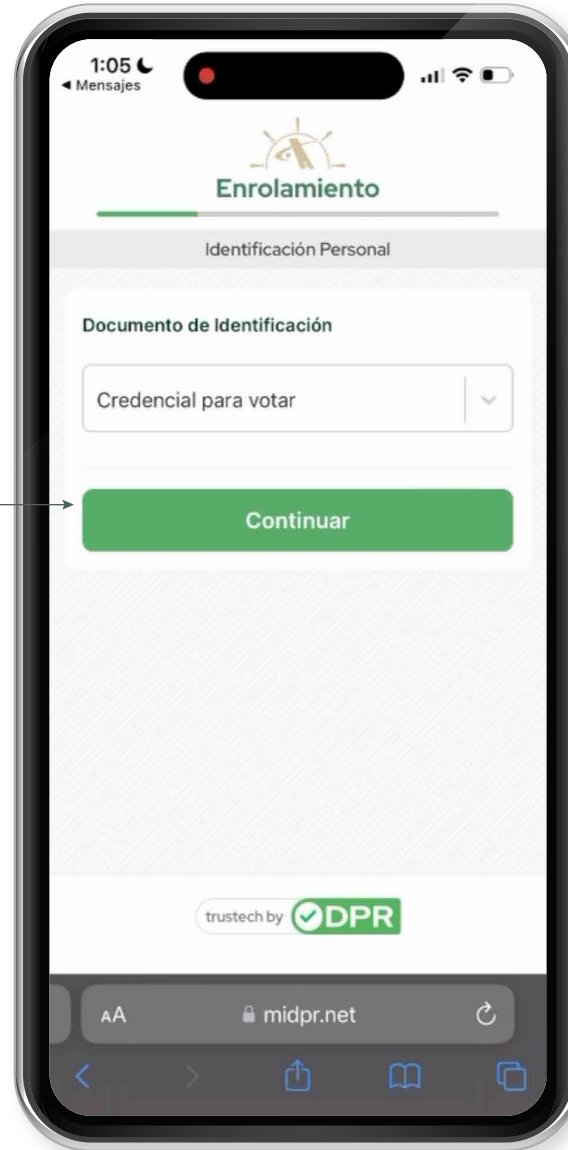 1:05
◄ Mensajes
Enrolamiento
Identificación Personal
Documento de Identificación
Credencial para votar
Continuar
trustech by DPR
AA midpr.net